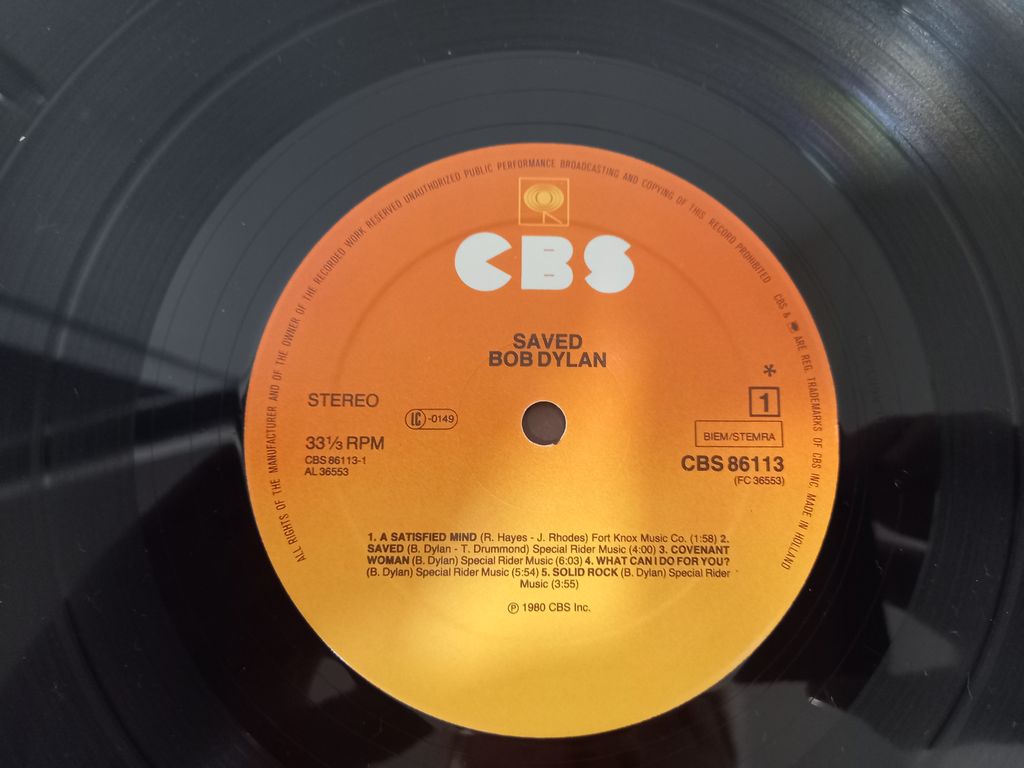 ALL RIGHTS OF THE MANUFACTURER AND OF THE OWNER OF THE RECORDED WORK RESERVED UNAUTHORIZED PUBLIC PERFORMANCE BROADCASTING AND COPYING OF THIS RECORD PROHIBITED CBS & ARE REG. TRADEMARKS OF CBS INC. MADE IN HOLLAND
CBS
SAVED
BOB DYLAN
STEREO
LC -0149
33⅓ RPM
CBS 86113-1
AL 36553
*
1
BIEM/STEMRA
CBS 86113
(FC 36553)
1. A SATISFIED MIND (R. Hayes - J. Rhodes) Fort Knox Music Co. (1:58) 2.
SAVED (B. Dylan - T. Drummond) Special Rider Music (4:00) 3. COVENANT
WOMAN (B. Dylan) Special Rider Music (6:03) 4. WHAT CAN I DO FOR YOU?
(B. Dylan) Special Rider Music (5:54) 5. SOLID ROCK (B. Dylan) Special Rider
Music (3:55)
℗ 1980 CBS Inc.